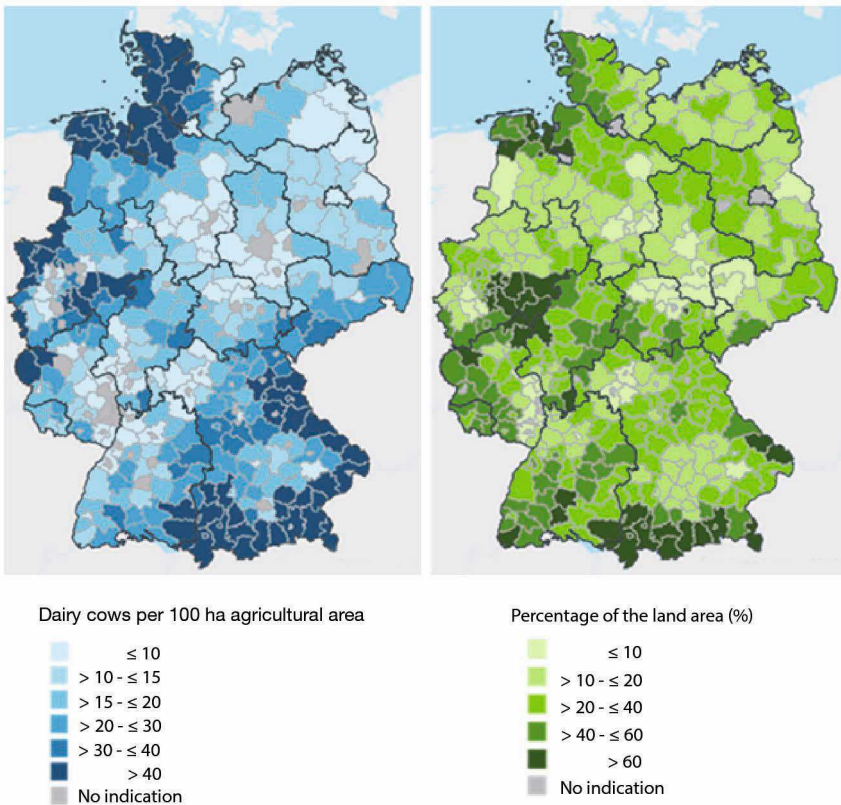 Dairy cows per 100 ha agricultural area
≤ 10
> 10 - ≤ 15
> 15 - ≤ 20
> 20 - ≤ 30
> 30 - ≤ 40
> 40
No indication
Percentage of the land area (%)
≤ 10
> 10 - ≤ 20
> 20 - ≤ 40
> 40 - ≤ 60
> 60
No indication